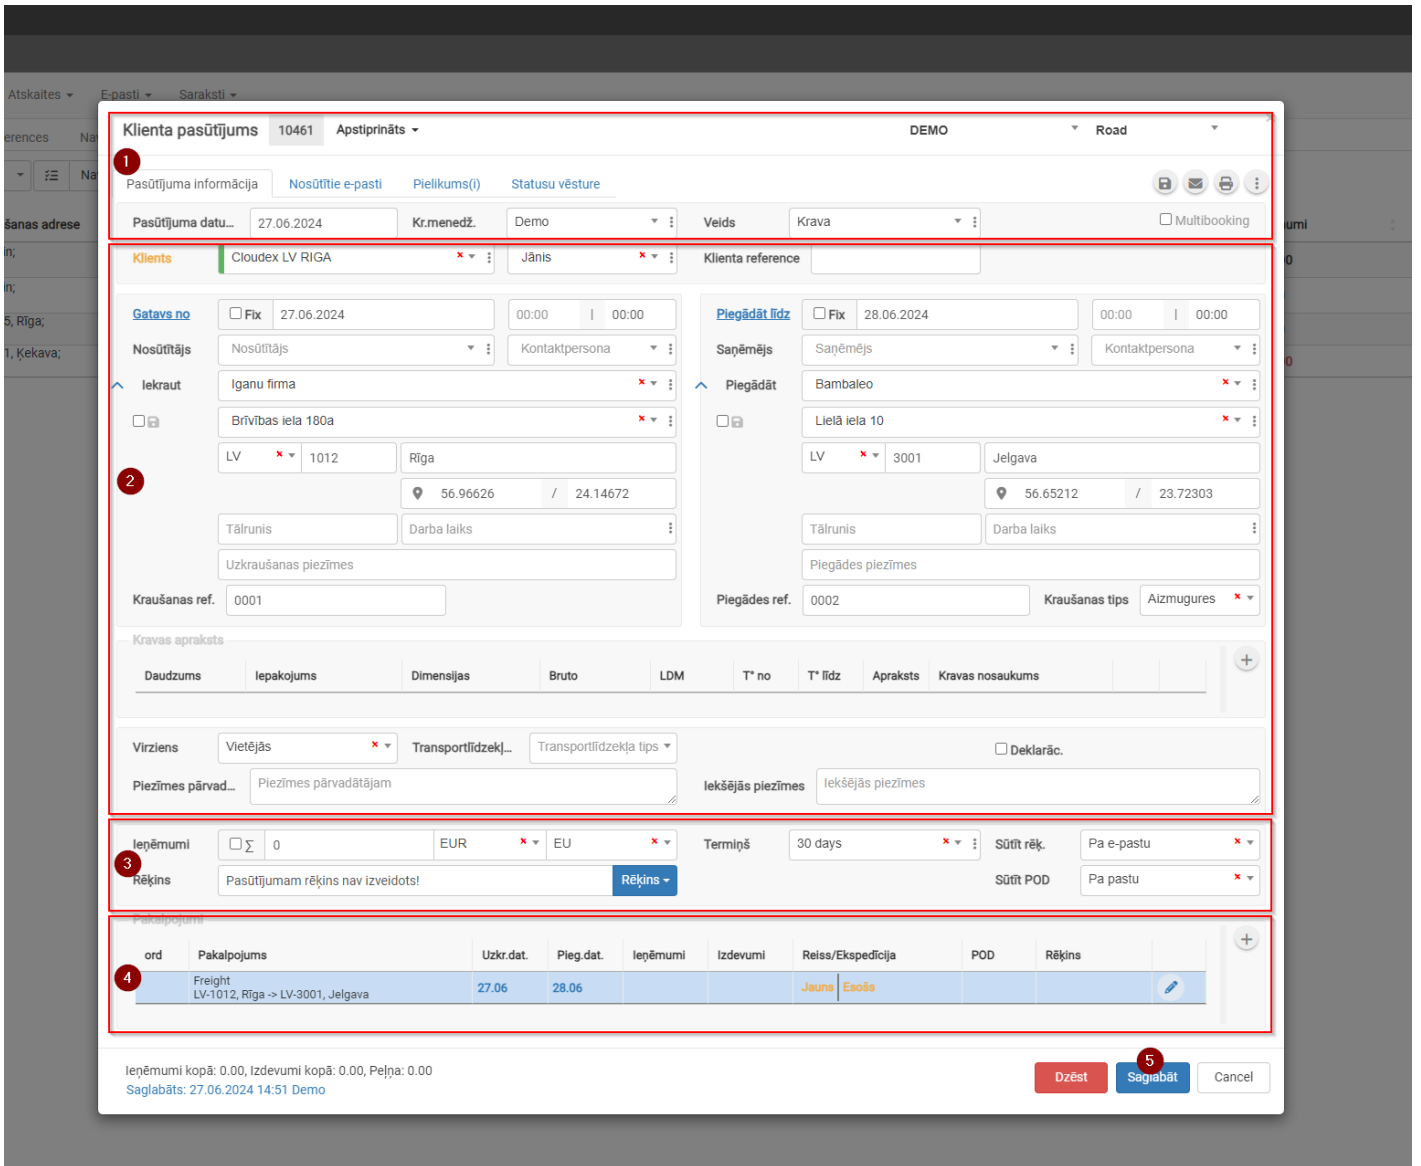 Atskaites E-pasti Saraksti
Klienta pasūtījums 10461 Apstiprināts DEMO Road
erences Nav
1
Na
Pasūtījuma informācija Nosūtītie e-pasti Pielikums(i) Statusu vēsture
šanas adrese
Pasūtījuma datu... 27.06.2024 Kr.menedž. Demo Veids Krava Multibooking
umi
in;
Klients Cloudex LV RIGA Jānis Klienta reference
in;
Gatavs no Fix 27.06.2024 00:00 | 00:00 Piegādāt līdz Fix 28.06.2024 00:00 | 00:00
5, Rīga;
Nosūtītājs Nosūtītājs Kontaktpersona Saņēmējs Saņēmējs Kontaktpersona
1, Ķekava;
Iekraut Iganu firma Piegādāt Bambaleo
Brīvības iela 180a Lielā iela 10
LV 1012 Rīga LV 3001 Jelgava
2
56.96626 / 24.14672 56.65212 / 23.72303
Tālrunis Darba laiks Tālrunis Darba laiks
Uzkraušanas piezīmes Piegādes piezīmes
Kraušanas ref. 0001 Piegādes ref. 0002 Kraušanas tips Aizmugures
Kravas apraksts
Daudzums Iepakojums Dimensijas Bruto LDM T° no T° līdz Apraksts Kravas nosaukums
Virziens Vietējās Transportlīdzekļ... Transportlīdzekļa tips Deklarāc.
Piezīmes pārvad... Piezīmes pārvadātājam Iekšējās piezīmes Iekšējās piezīmes
Ieņēmumi ∑ 0 EUR EU Termiņš 30 days Sūtīt rēķ. Pa e-pastu
3
Rēķins Pasūtījumam rēķins nav izveidots! Rēķins Sūtīt POD Pa pastu
Pakalpojumi
ord Pakalpojums Uzkr.dat. Pieg.dat. Ieņēmumi Izdevumi Reiss/Ekspedīcija POD Rēķins
4
Freight
LV-1012, Rīga -> LV-3001, Jelgava 27.06 28.06 Jauns Esošs
5
Ieņēmumi kopā: 0.00, Izdevumi kopā: 0.00, Peļņa: 0.00
Saglabāts: 27.06.2024 14:51 Demo
Dzēst Saglabāt Cancel